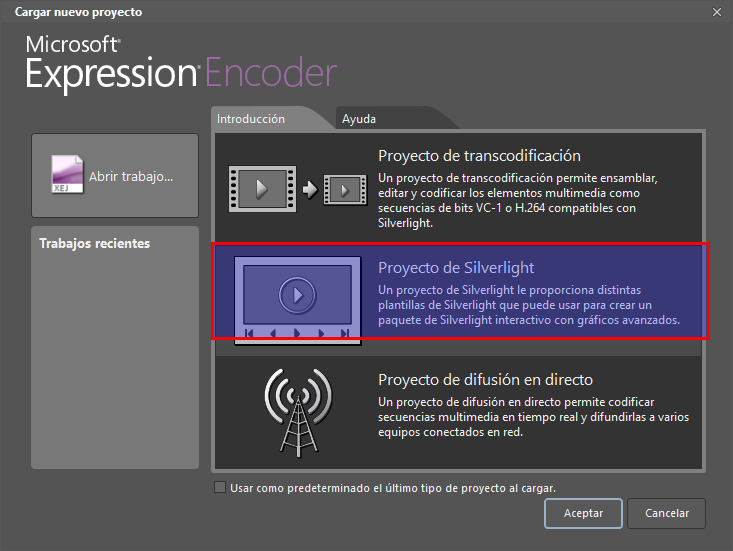 Cargar nuevo proyecto
Microsoft®
Expression® Encoder
Introducción
Ayuda
XEJ
Abrir trabajo...
Trabajos recientes
Proyecto de transcodificación
Un proyecto de transcodificación permite ensamblar,
editar y codificar los elementos multimedia como
secuencias de bits VC-1 o H.264 compatibles con
Silverlight.
Proyecto de Silverlight
Un proyecto de Silverlight le proporciona distintas
plantillas de Silverlight que puede usar para crear un
paquete de Silverlight interactivo con gráficos avanzados.
Proyecto de difusión en directo
Un proyecto de difusión en directo permite codificar
secuencias multimedia en tiempo real y difundirlas a varios
equipos conectados en red.
Usar como predeterminado el último tipo de proyecto al cargar.
Aceptar
Cancelar